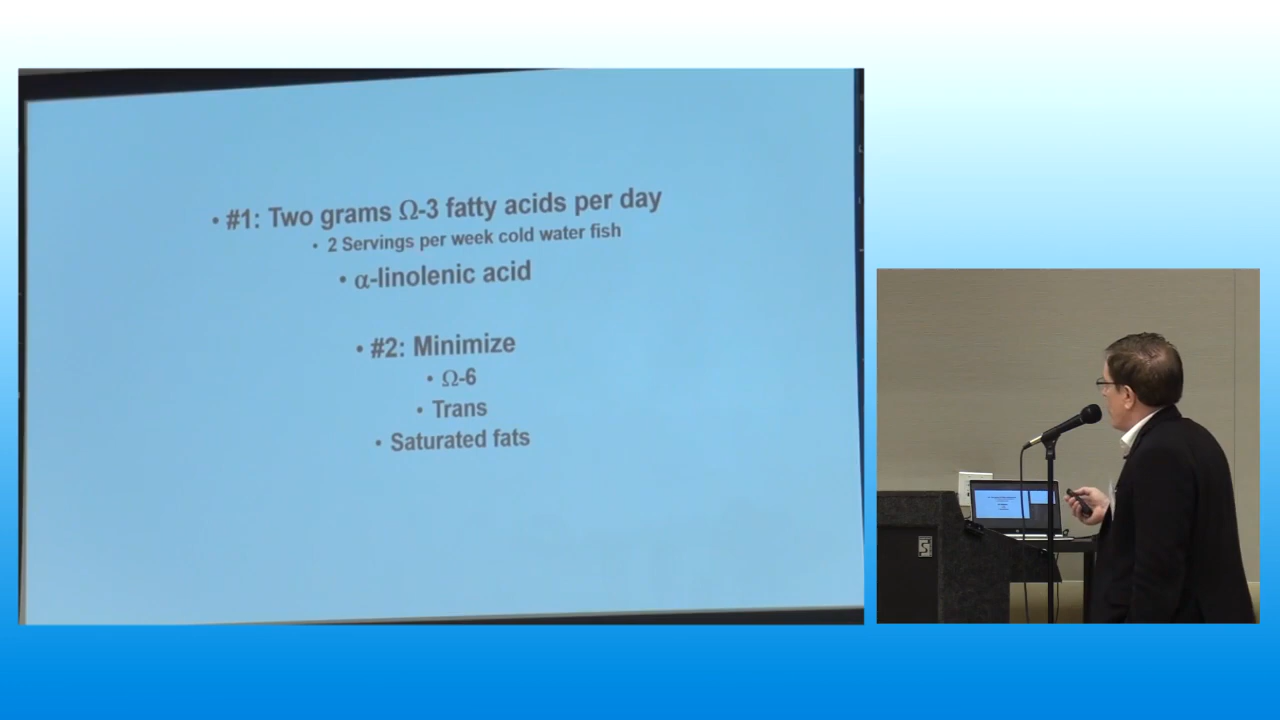 • #1: Two grams Ω-3 fatty acids per day
• 2 Servings per week cold water fish
• α-linolenic acid
• #2: Minimize
• Ω-6
• Trans
• Saturated fats